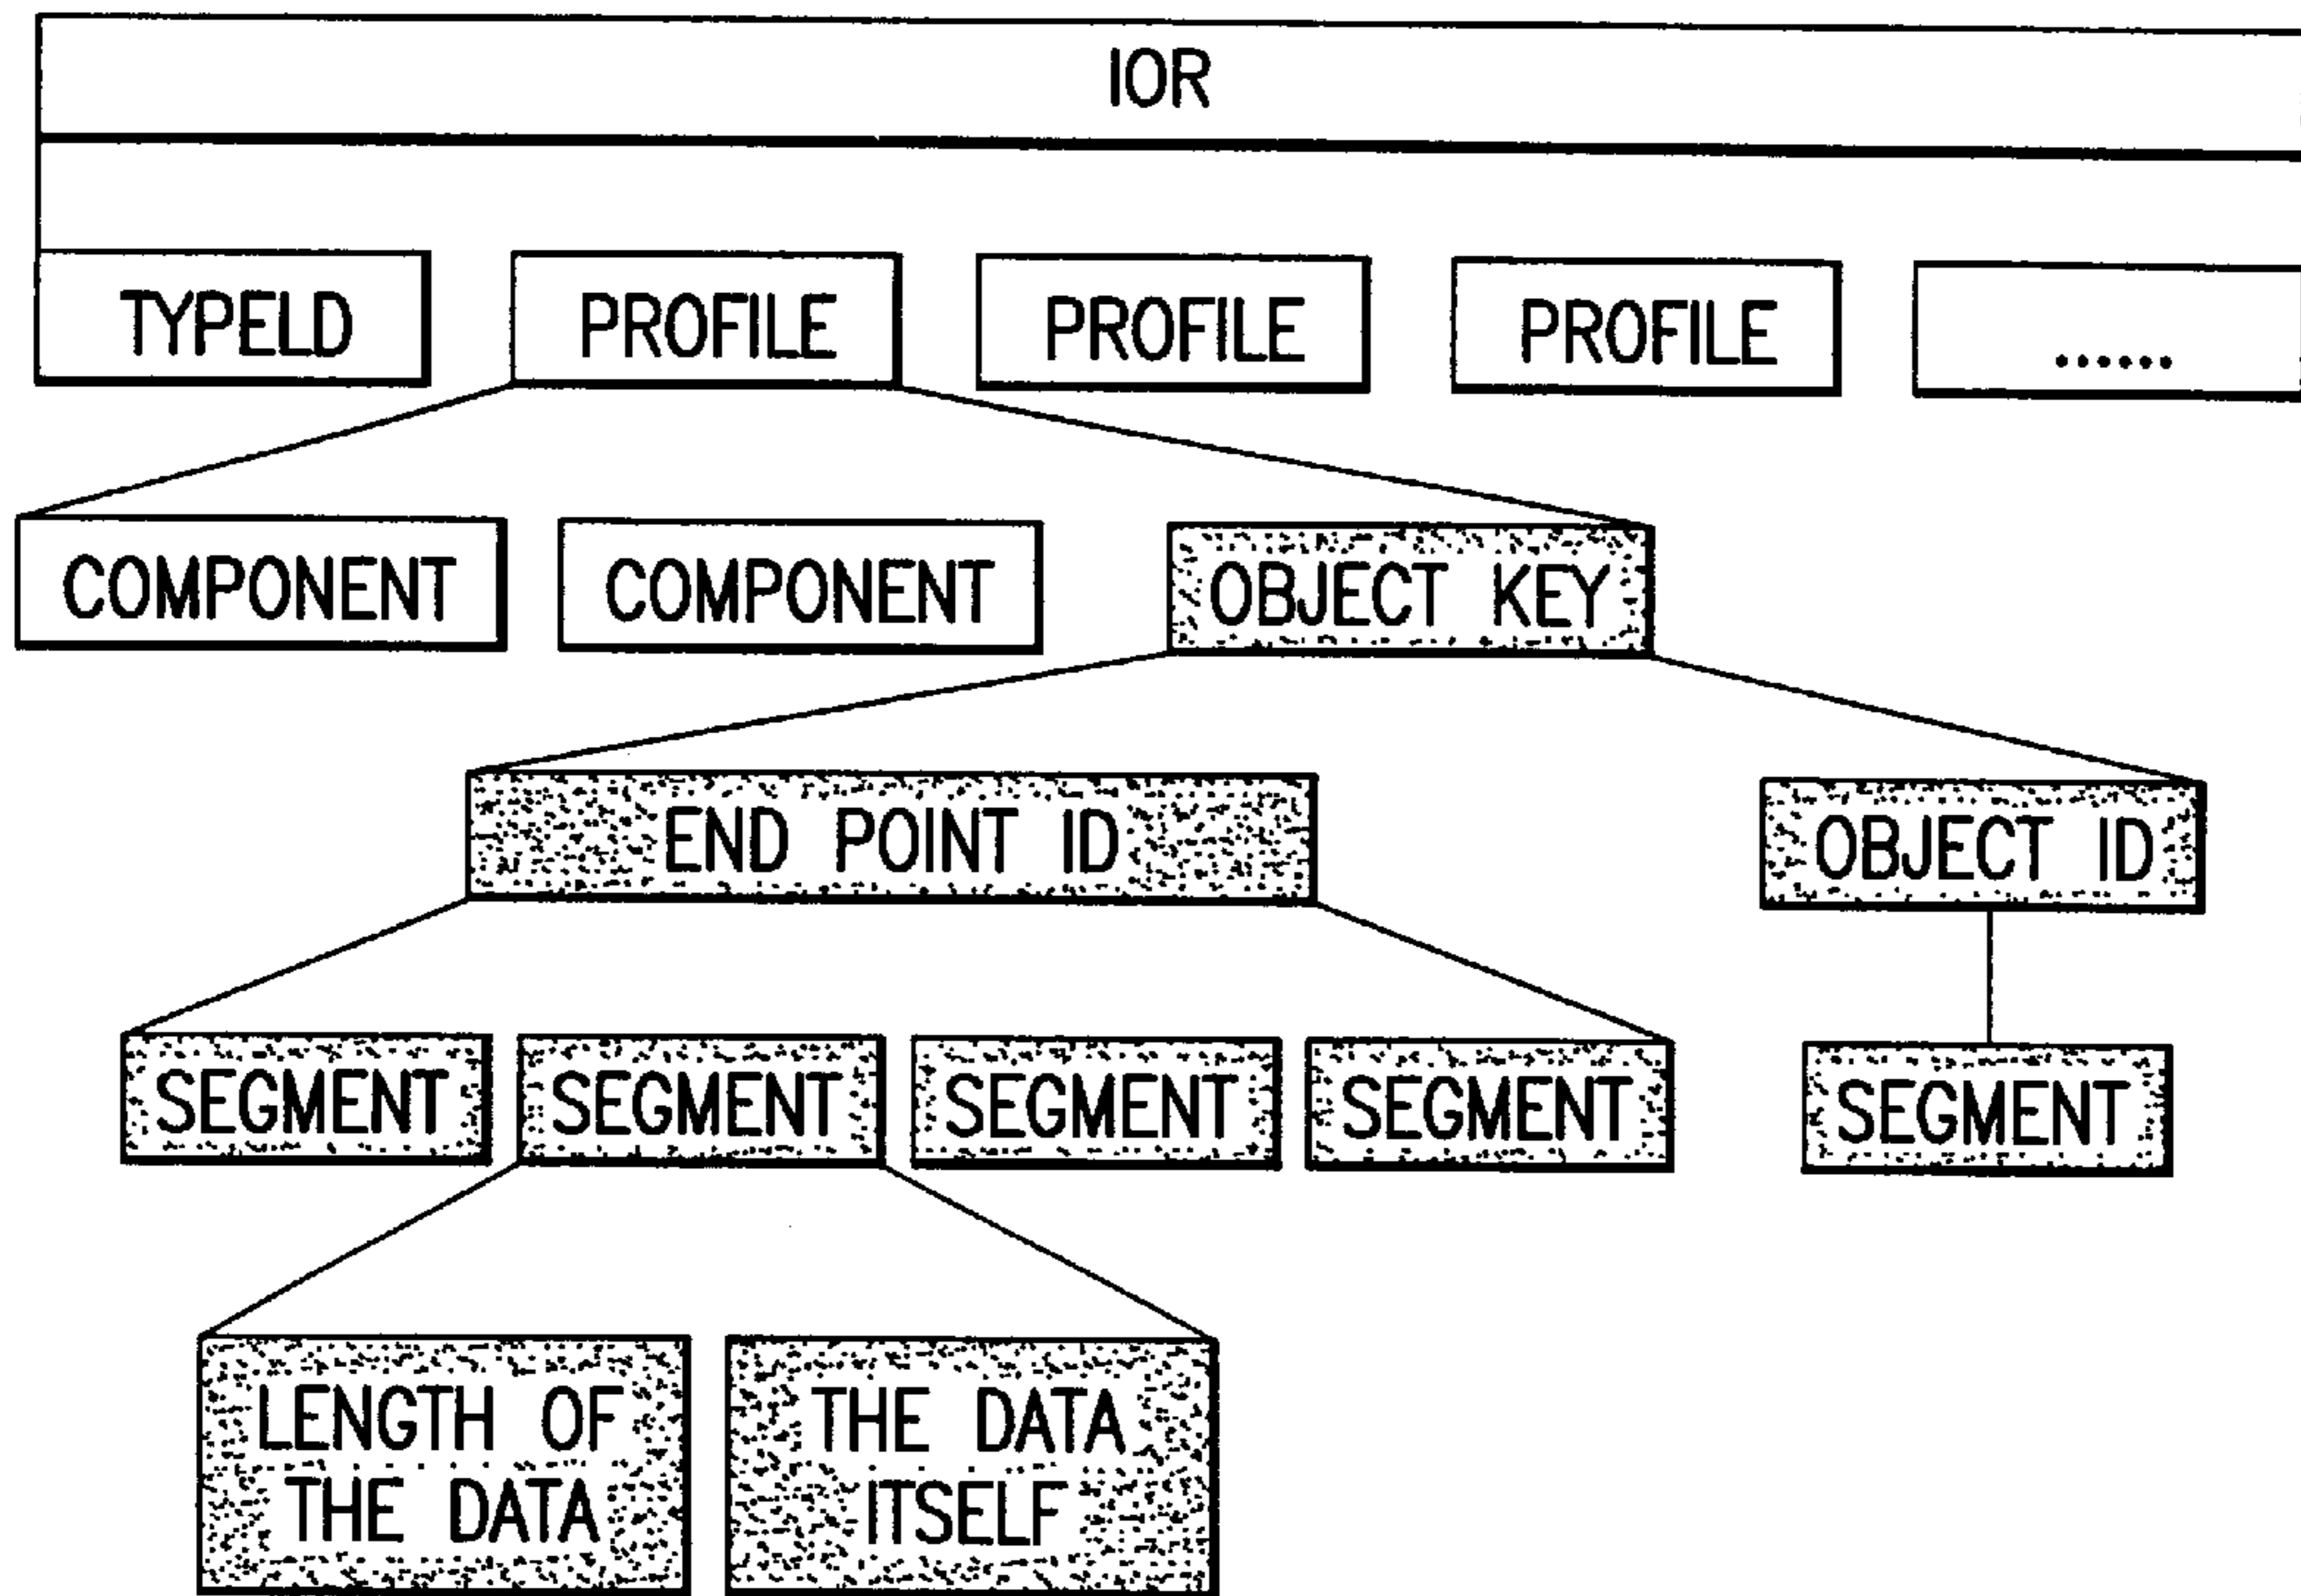 IOR
TYPELD PROFILE PROFILE PROFILE ......
COMPONENT COMPONENT OBJECT KEY
END POINT ID OBJECT ID
SEGMENT SEGMENT SEGMENT SEGMENT SEGMENT
LENGTH OF THE DATA
THE DATA ITSELF